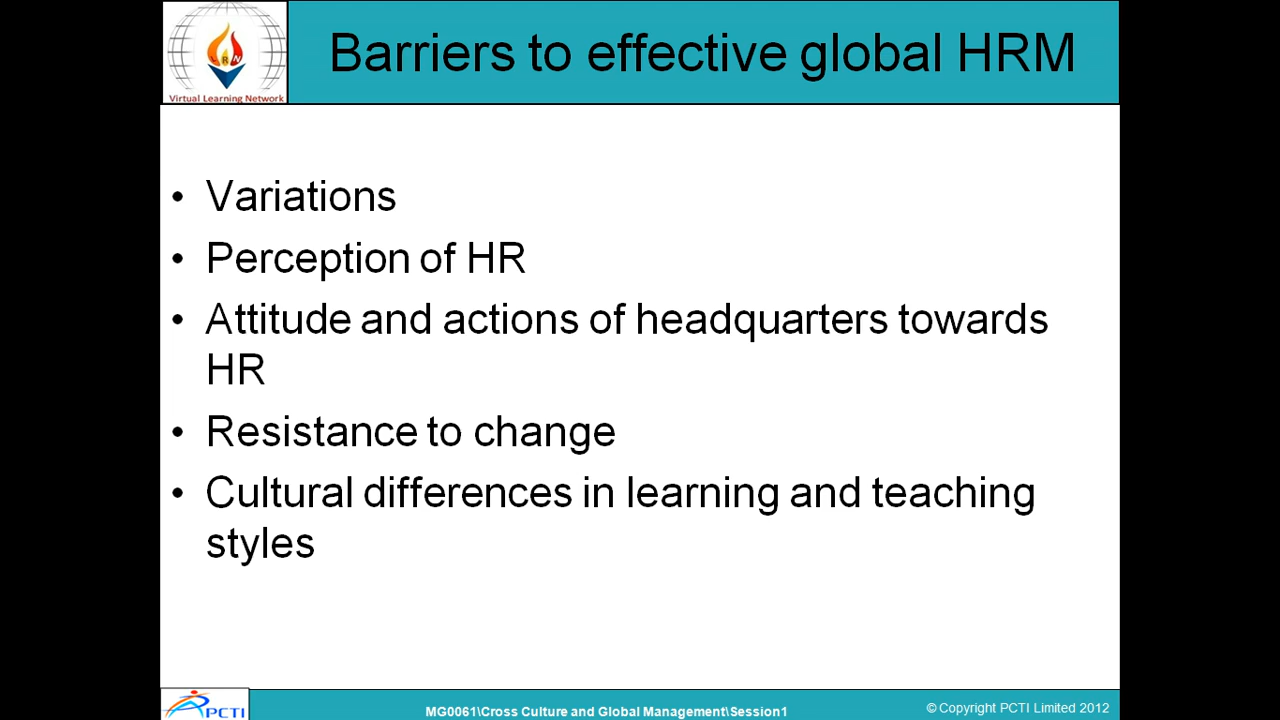 Barriers to effective global HRM
Virtual Learning Network
• Variations
• Perception of HR
• Attitude and actions of headquarters towards
HR
• Resistance to change
• Cultural differences in learning and teaching
styles
PCTI
MG0061\Cross Culture and Global Management\Session1
© Copyright PCTI Limited 2012